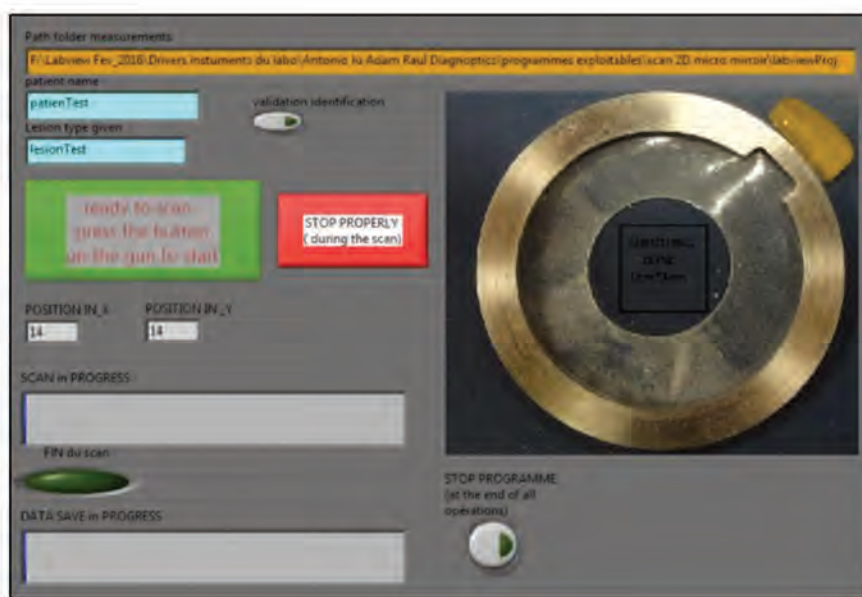 Path folder measurements
F:\Labview Fev_2016\Drivers instuments du labo\Antonio Iu Adam Raul Diagnoptics\programmes exploitables\scan 2D micro mirroir\labviewProj
patient name
patienTest
validation identification
Lesion type given
lesionTest
ready to scan
press the button
on the gun to start
STOP PROPERLY
( during the scan)
POSITION IN_X
POSITION IN_Y
14
14
SCAN in PROGRESS
FIN du scan
STOP PROGRAMME
(at the end of all
opérations)
DATA SAVE in PROGRESS